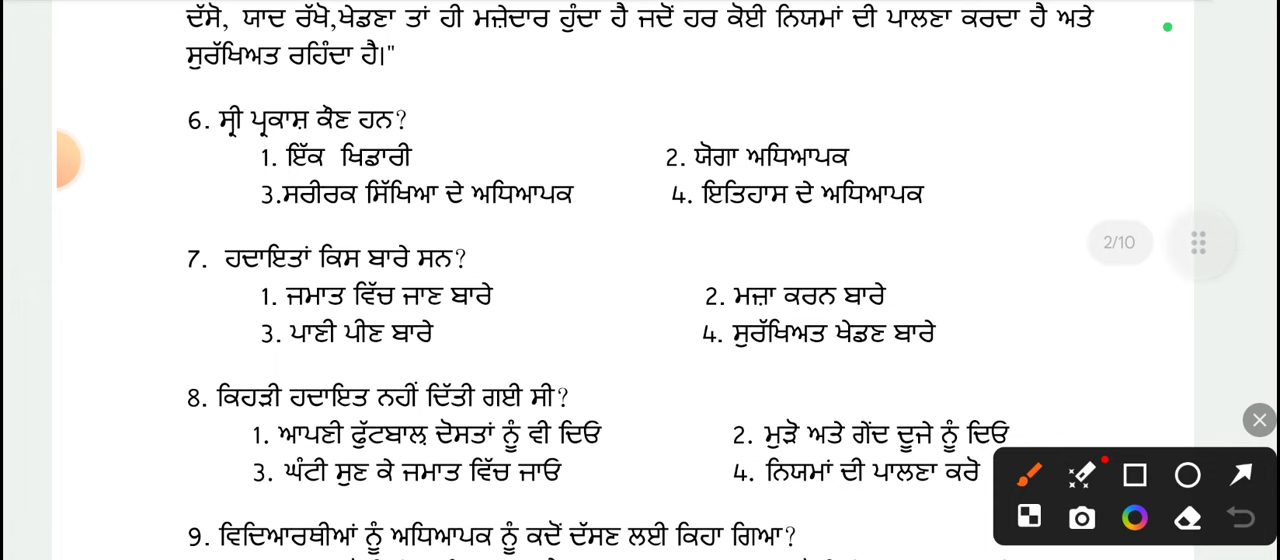 ਦੱਸੋ, ਯਾਦ ਰੱਖੋ,ਖੇਡਣਾ ਤਾਂ ਹੀ ਮਜ਼ੇਦਾਰ ਹੁੰਦਾ ਹੈ ਜਦੋਂ ਹਰ ਕੋਈ ਨਿਯਮਾਂ ਦੀ ਪਾਲਣਾ ਕਰਦਾ ਹੈ ਅਤੇ
ਸੁਰੱਖਿਅਤ ਰਹਿੰਦਾ ਹੈ।"
6. ਸ੍ਰੀ ਪ੍ਰਕਾਸ਼ ਕੌਣ ਹਨ?
1. ਇੱਕ ਖਿਡਾਰੀ 2. ਯੋਗਾ ਅਧਿਆਪਕ
3.ਸਰੀਰਕ ਸਿੱਖਿਆ ਦੇ ਅਧਿਆਪਕ 4. ਇਤਿਹਾਸ ਦੇ ਅਧਿਆਪਕ
2/10
7. ਹਦਾਇਤਾਂ ਕਿਸ ਬਾਰੇ ਸਨ?
1. ਜਮਾਤ ਵਿੱਚ ਜਾਣ ਬਾਰੇ 2. ਮਜ਼ਾ ਕਰਨ ਬਾਰੇ
3. ਪਾਣੀ ਪੀਣ ਬਾਰੇ 4. ਸੁਰੱਖਿਅਤ ਖੇਡਣ ਬਾਰੇ
8. ਕਿਹੜੀ ਹਦਾਇਤ ਨਹੀਂ ਦਿੱਤੀ ਗਈ ਸੀ?
1. ਆਪਣੀ ਫੁੱਟਬਾਲ਼ ਦੋਸਤਾਂ ਨੂੰ ਵੀ ਦਿਓ 2. ਮੁੜੋ ਅਤੇ ਗੇਂਦ ਦੂਜੇ ਨੂੰ ਦਿਓ
3. ਘੰਟੀ ਸੁਣ ਕੇ ਜਮਾਤ ਵਿੱਚ ਜਾਓ 4. ਨਿਯਮਾਂ ਦੀ ਪਾਲਣਾ ਕਰੋ
9. ਵਿਦਿਆਰਥੀਆਂ ਨੂੰ ਅਧਿਆਪਕ ਨੂੰ ਕਦੋਂ ਦੱਸਣ ਲਈ ਕਿਹਾ ਗਿਆ?